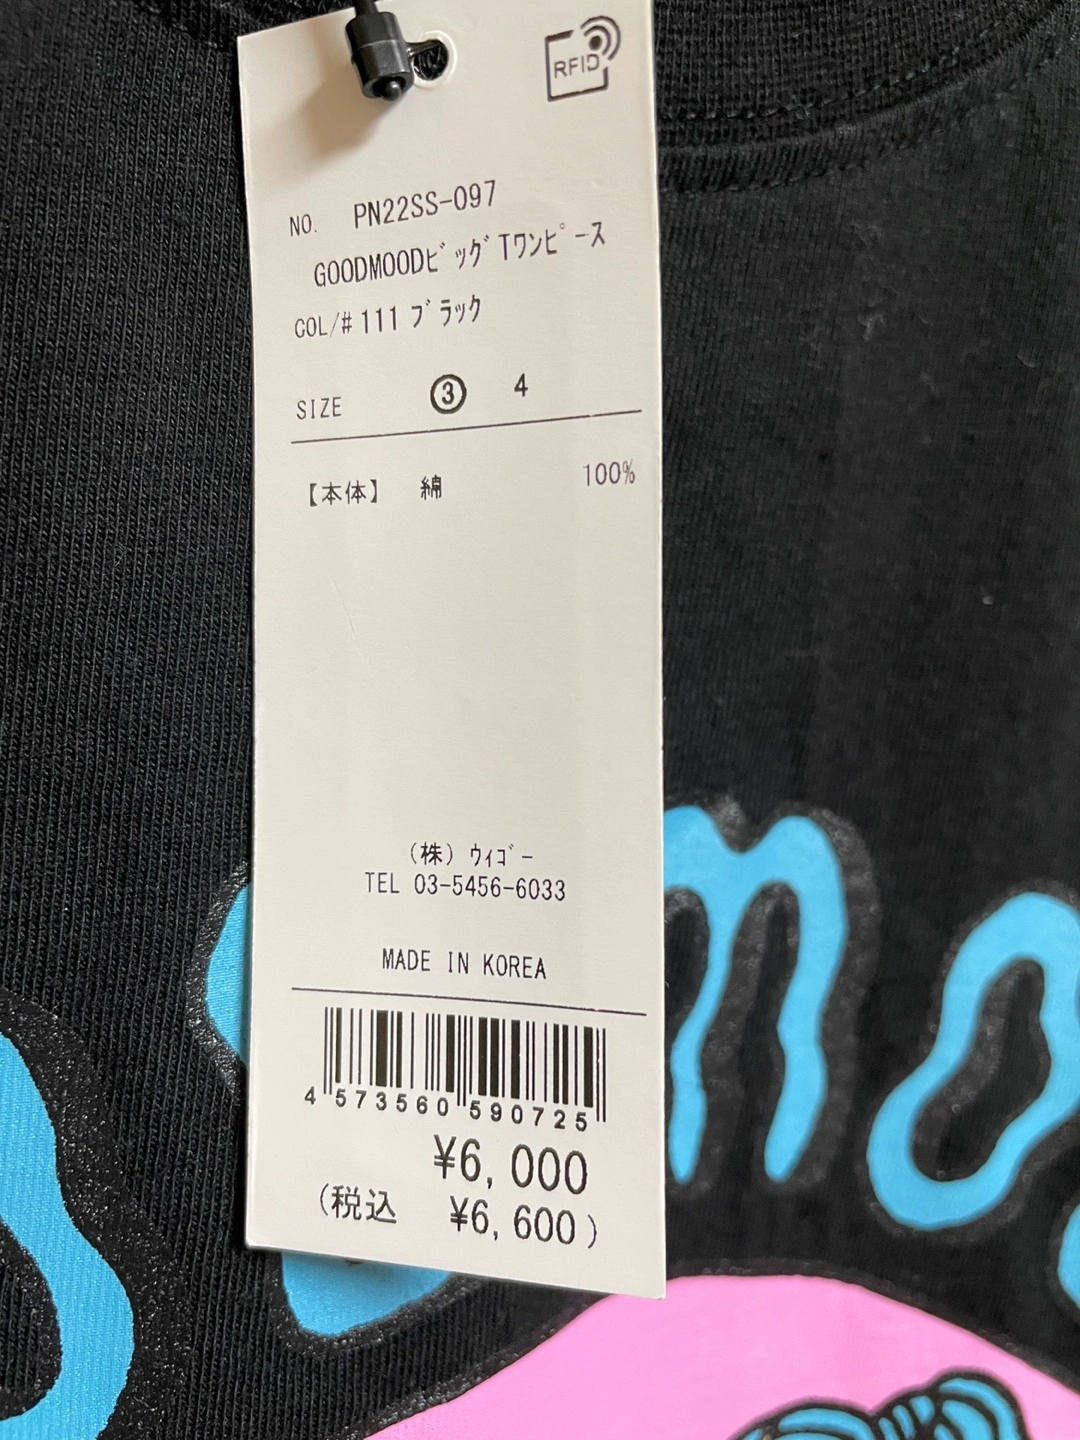 RFID
NO. PN22SS-097
GOODMOODﾋﾞｯｸﾞTﾜﾝﾋﾟｰｽ
COL/#111 ﾌﾞﾗｯｸ
SIZE ③ 4
【本体】 綿 100%
(株) ｳｨｺﾞｰ
TEL 03-5456-6033
MADE IN KOREA
4 573560 590725
¥6,000
(税込 ¥6,600)